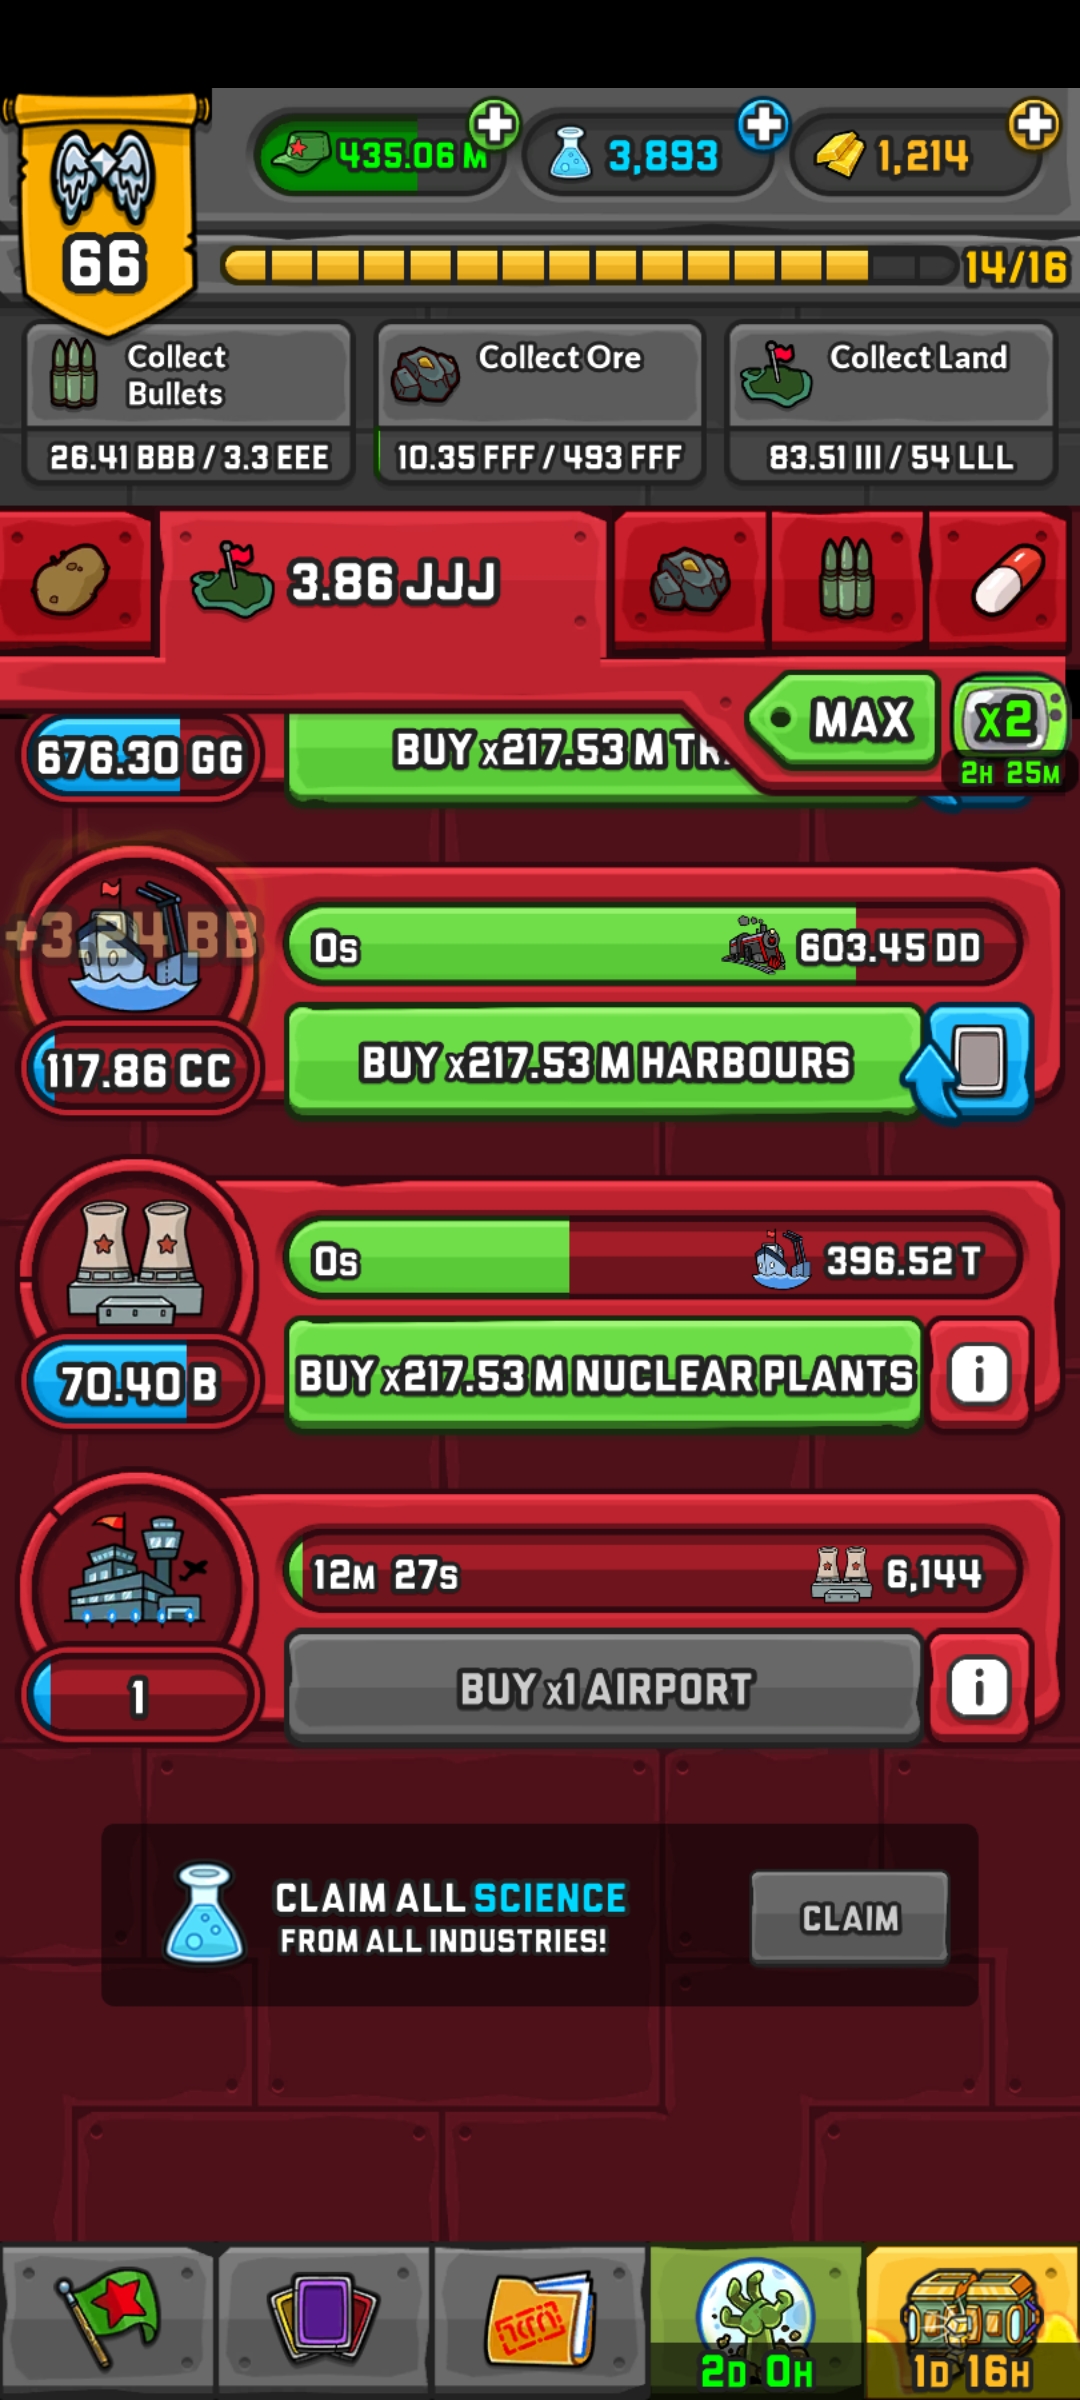 435.06 M
3,893
1,214
66
14/16
Collect
Bullets
Collect Ore
Collect Land
26.41 BBB / 3.3 EEE
10.35 FFF / 493 FFF
83.51 III / 54 LLL
3.86 JJJ
MAX
x2
2H 25M
676.30 GG
BUY x217.53 M
+3.24 BB
0s
603.45 DD
117.86 CC
BUY x217.53 M HARBOURS
0s
396.52 T
70.40 B
BUY x217.53 M NUCLEAR PLANTS
i
12M 27s
6,144
1
BUY x1 AIRPORT
i
CLAIM ALL SCIENCE
FROM ALL INDUSTRIES!
CLAIM
2D 0H
1D 16H